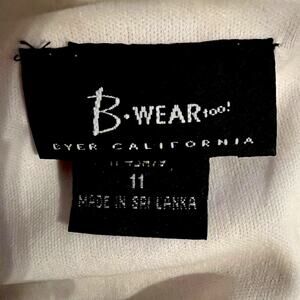 B•WEAR too!
BYER CALIFORNIA
11
MADE IN SRI LANKA